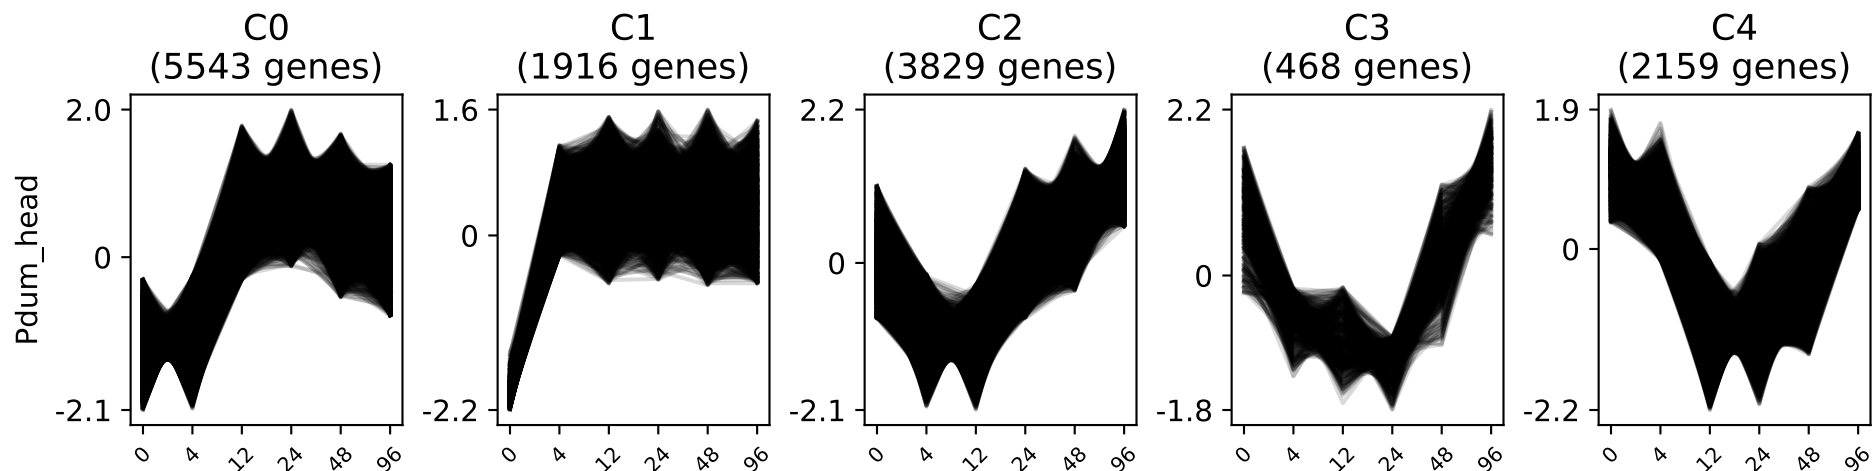 C0
(5543 genes)
C1
(1916 genes)
C2
(3829 genes)
C3
(468 genes)
C4
(2159 genes)
Pdum_head
2.0
0
-2.1
0 4 12 24 48 96
1.6
0
-2.2
0 4 12 24 48 96
2.2
0
-2.1
0 4 12 24 48 96
2.2
0
-1.8
0 4 12 24 48 96
1.9
0
-2.2
0 4 12 24 48 96